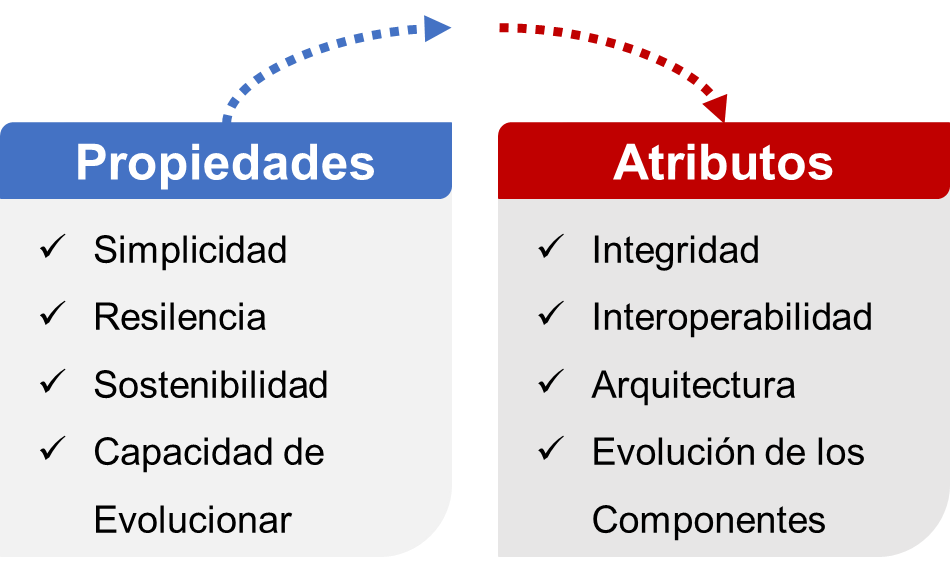 Propiedades
Simplicidad
Resilencia
Sostenibilidad
Capacidad de
Evolucionar
Atributos
Integridad
Interoperabilidad
Arquitectura
Evolución de los
Componentes